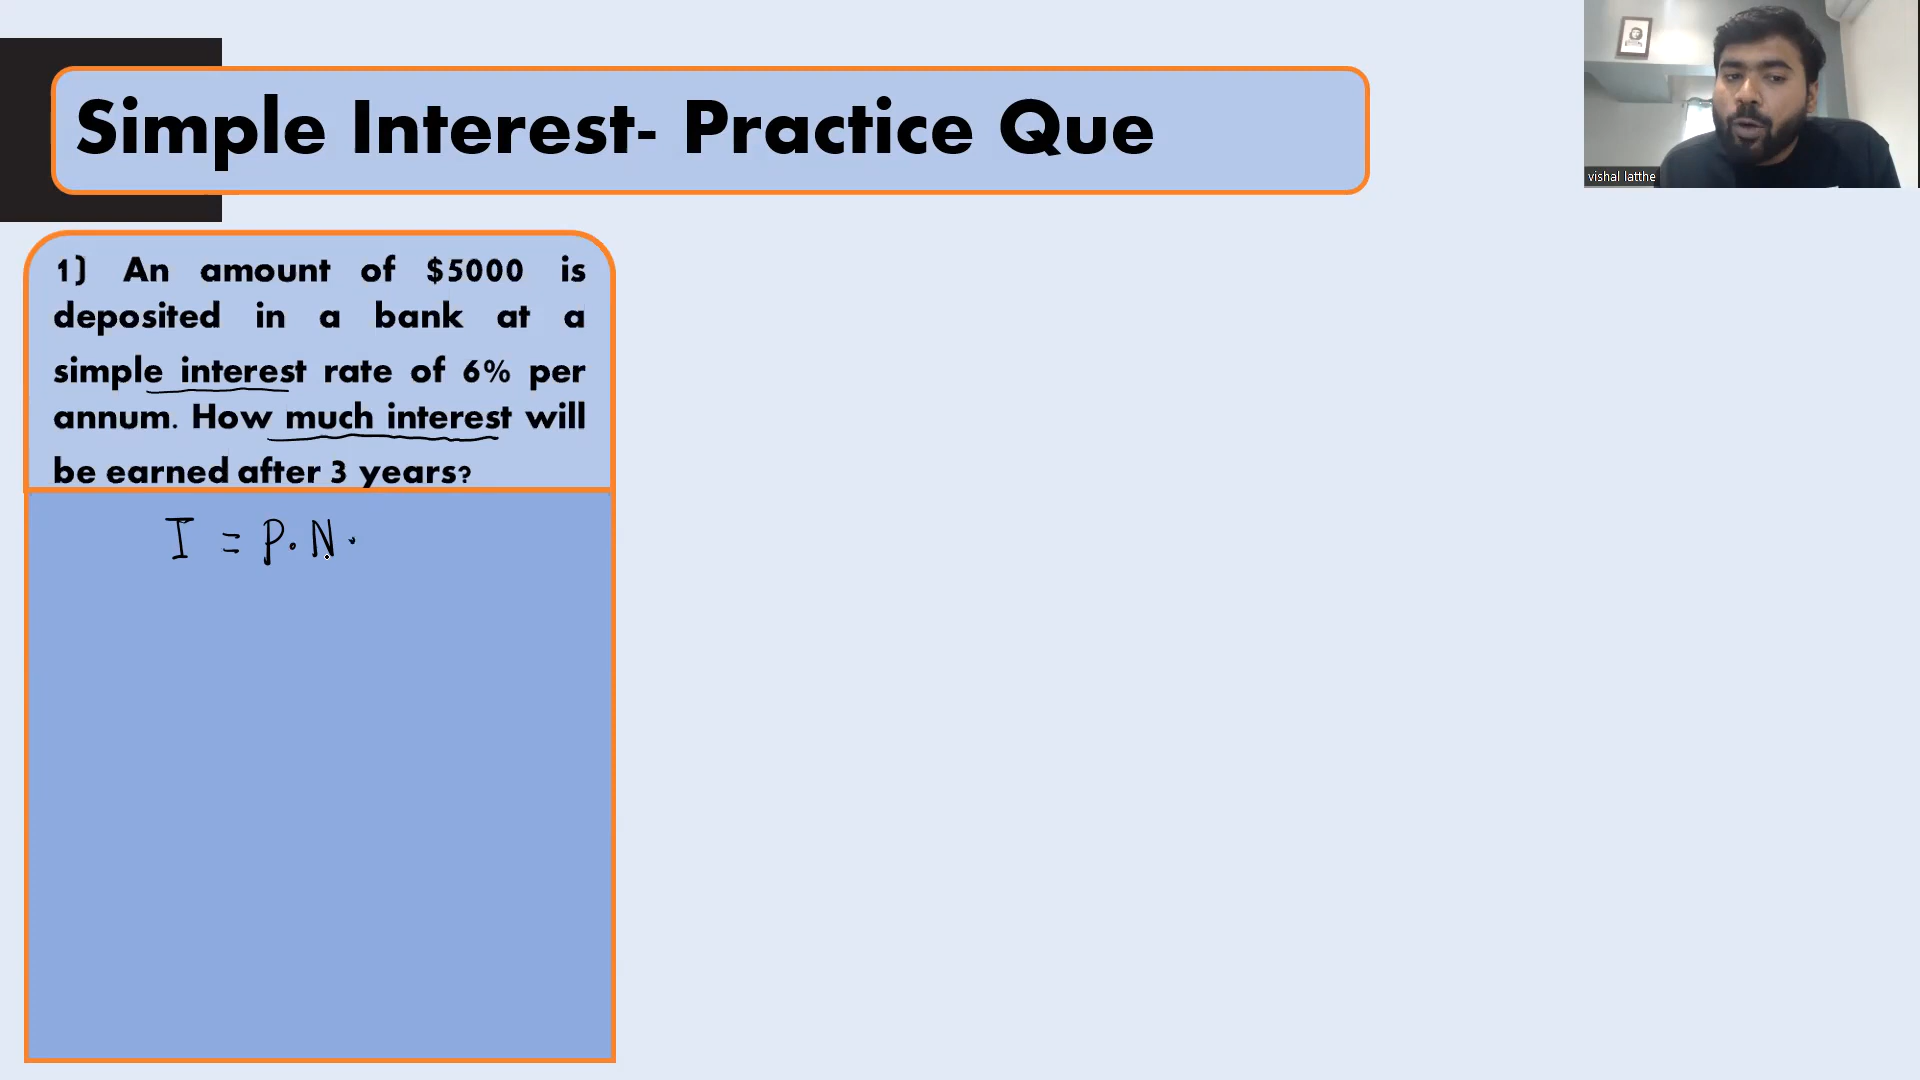 Simple Interest- Practice Que
vishal latthe
1) An amount of $5000 is
deposited in a bank at a
simple interest rate of 6% per
annum. How much interest will
be earned after 3 years?
I = P. N.